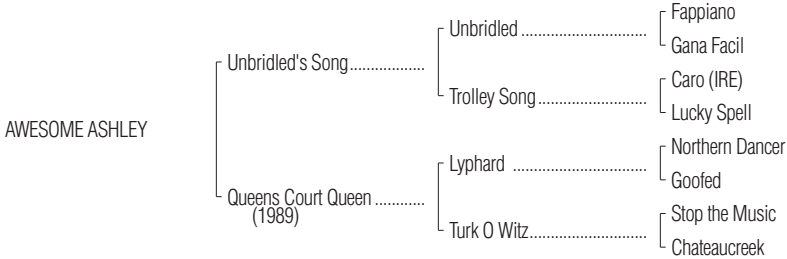 Fappiano
Unbridled ..............................
Gana Facil
Unbridled's Song..................
Caro (IRE)
Trolley Song..........................
Lucky Spell
AWESOME ASHLEY
Northern Dancer
Lyphard ................................
Goofed
Queens Court Queen ............
(1989)
Stop the Music
Turk O Witz............................
Chateaucreek